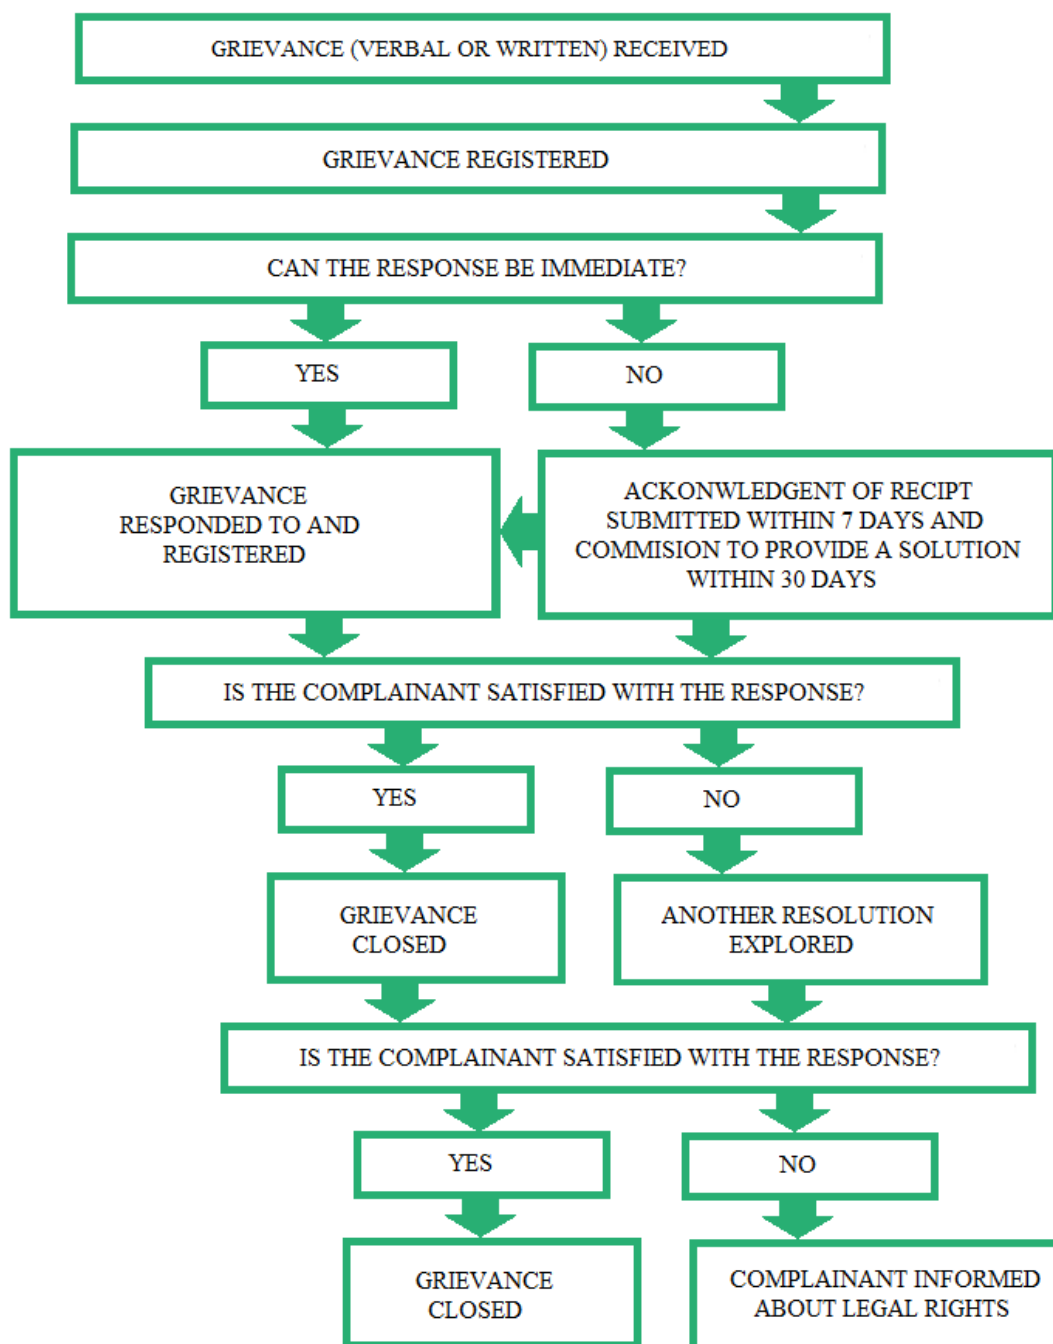 GRIEVANCE (VERBAL OR WRITTEN) RECEIVED
GRIEVANCE REGISTERED
CAN THE RESPONSE BE IMMEDIATE?
YES
NO
GRIEVANCE
RESPONDED TO AND
REGISTERED
ACKONWLEDGENT OF RECIPT
SUBMITTED WITHIN 7 DAYS AND
COMMISION TO PROVIDE A SOLUTION
WITHIN 30 DAYS
IS THE COMPLAINANT SATISFIED WITH THE RESPONSE?
YES
NO
GRIEVANCE
CLOSED
ANOTHER RESOLUTION
EXPLORED
IS THE COMPLAINANT SATISFIED WITH THE RESPONSE?
YES
NO
GRIEVANCE
CLOSED
COMPLAINANT INFORMED
ABOUT LEGAL RIGHTS